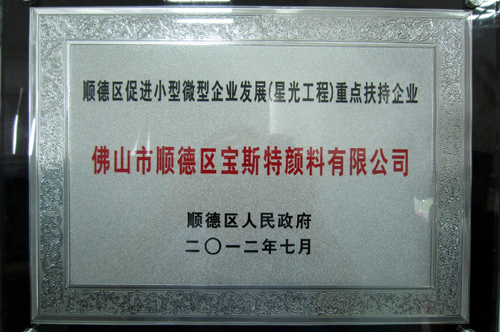 顺德区促进小型微型企业发展(星光工程)重点扶持企业
佛山市顺德区宝斯特颜料有限公司
顺德区人民政府
二〇一二年七月